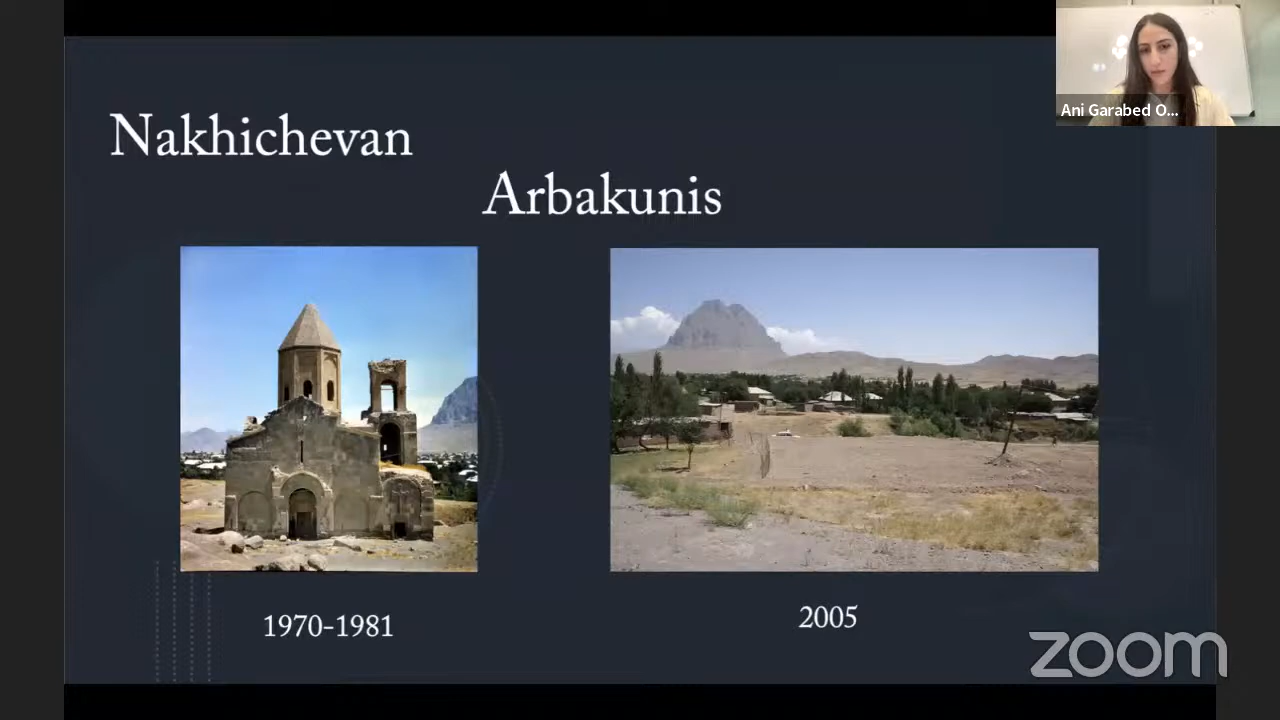 Ani Garabed O...
Nakhichevan
Arbakunis
1970-1981
2005
zoom